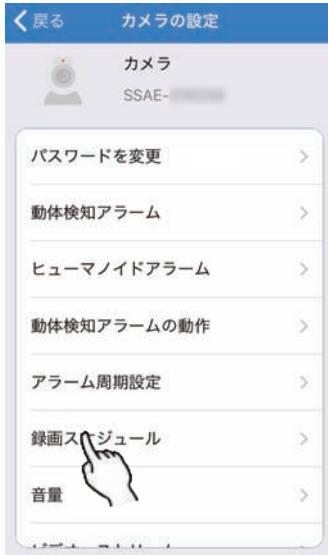 戻る カメラの設定
カメラ
SSAE-
パスワードを変更
動体検知アラーム
ヒューマノイドアラーム
動体検知アラームの動作
アラーム周期設定
録画スケジュール
音量